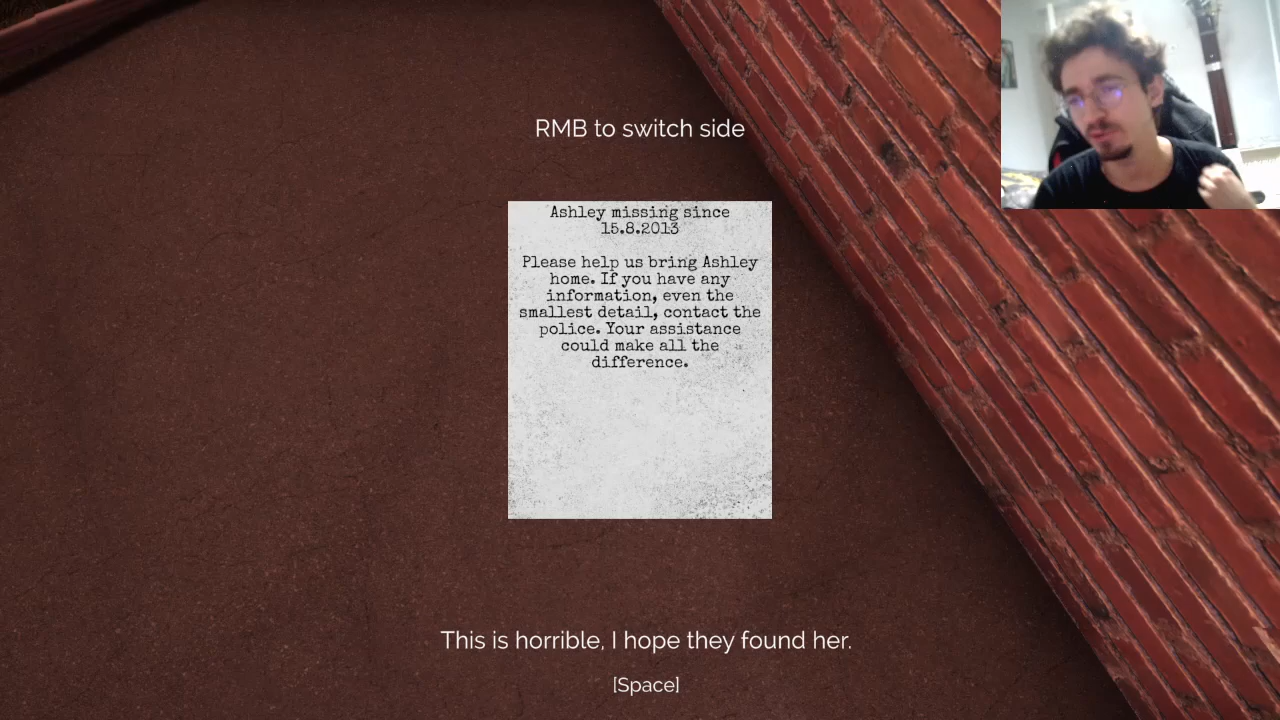 RMB to switch side
Ashley missing since
15.8.2013
Please help us bring Ashley
home. If you have any
information, even the
smallest detail, contact the
police. Your assistance
could make all the
difference.
This is horrible, I hope they found her.
[Space]